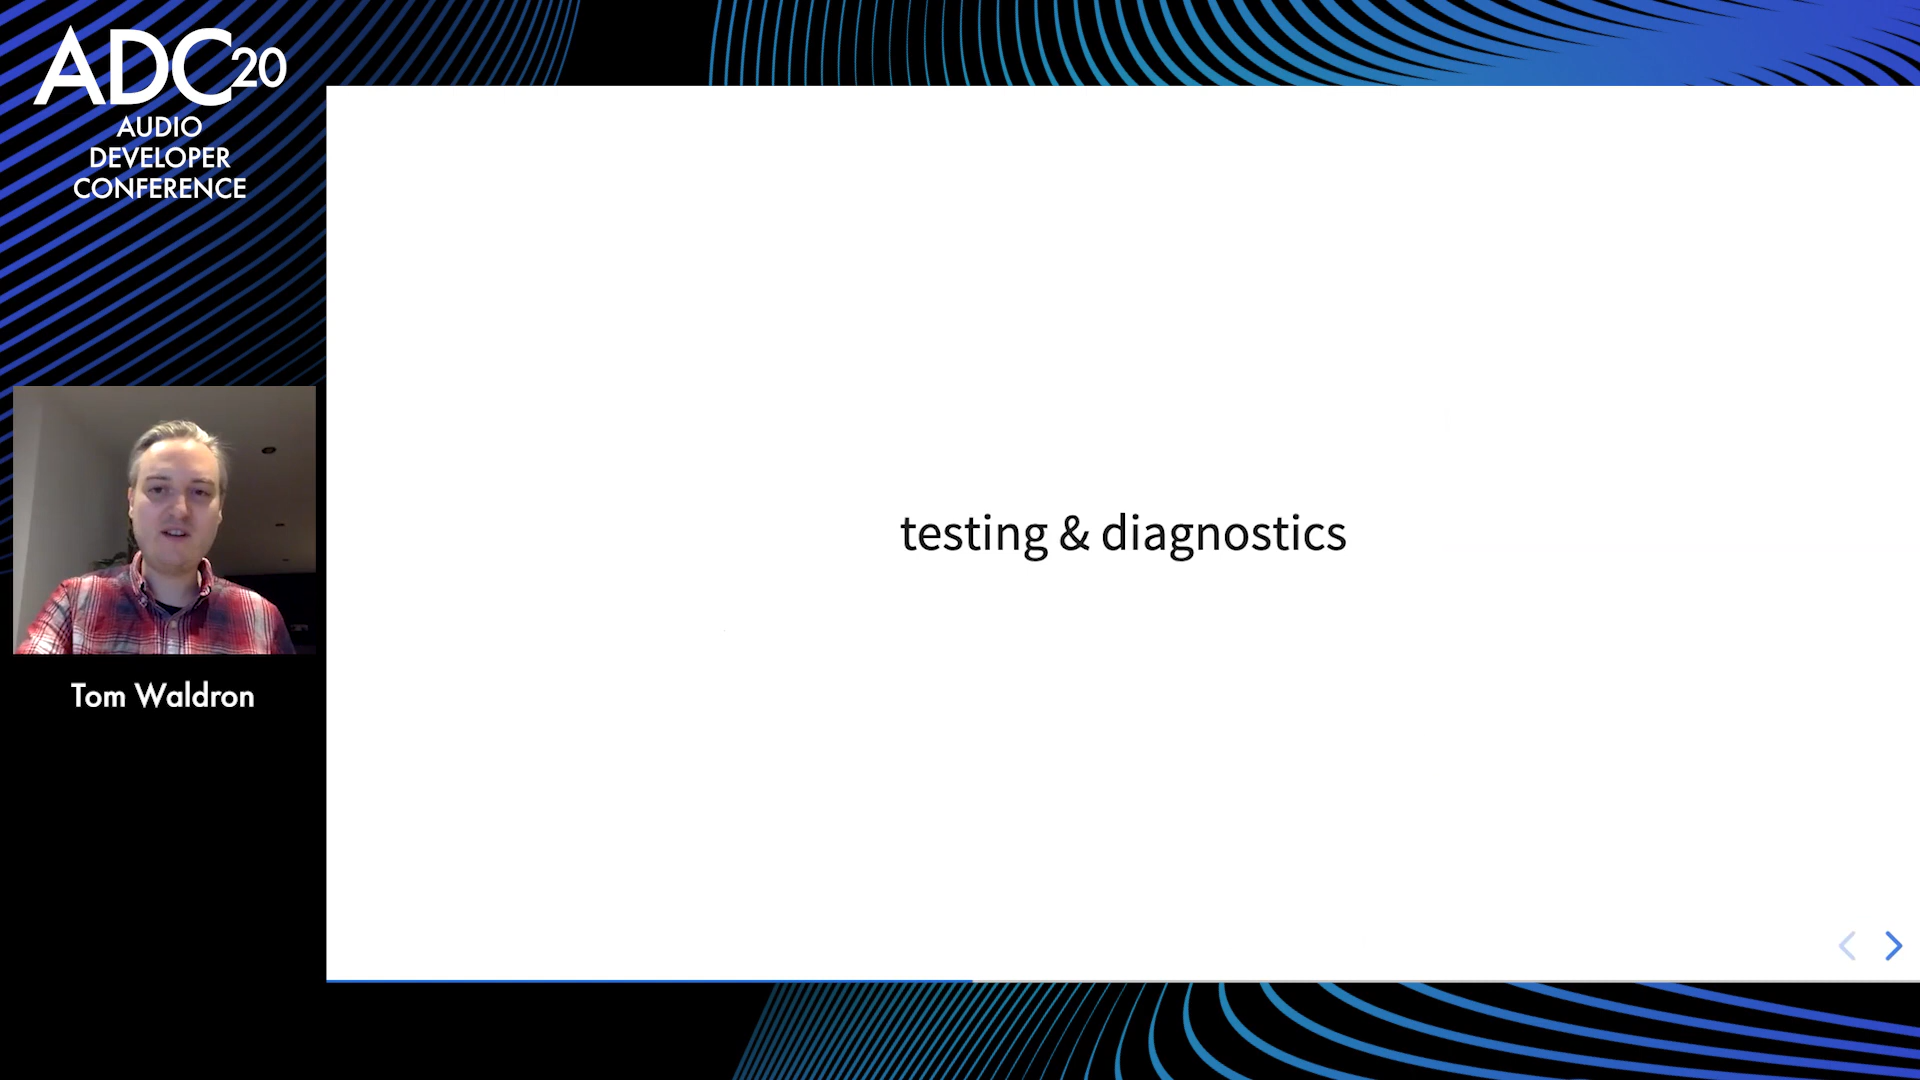 ADC20
AUDIO
DEVELOPER
CONFERENCE
testing & diagnostics
Tom Waldron